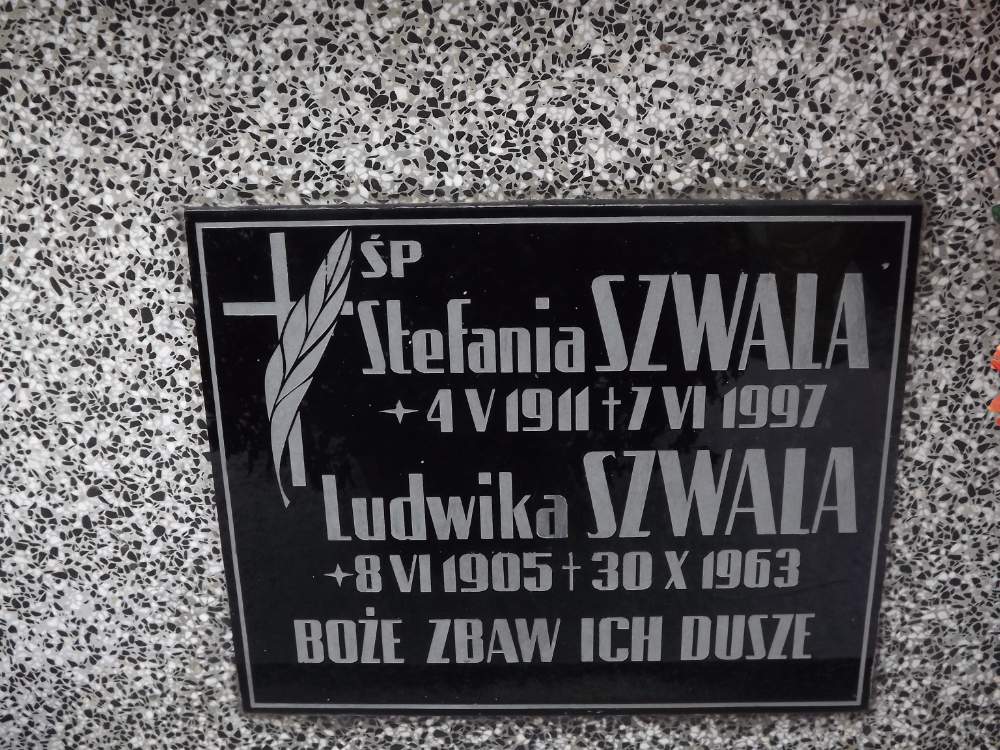 ŚP
Stefania SZWALA
✦ 4 V 1911 † 7 VI 1997
Ludwika SZWALA
✦ 8 VI 1905 † 30 X 1963
BOŻE ZBAW ICH DUSZE